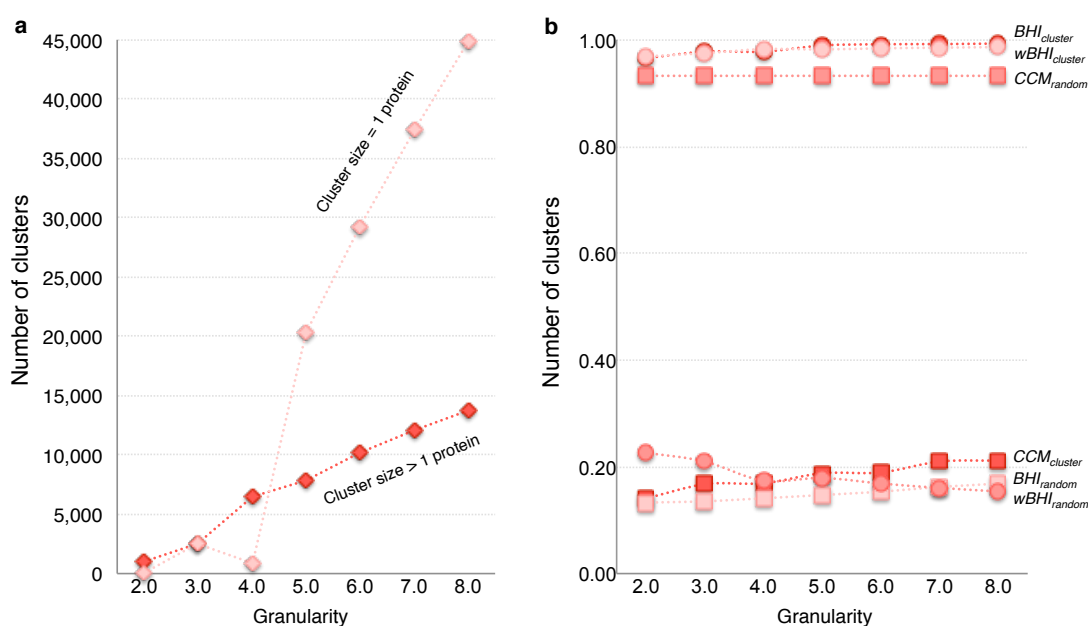 a
45,000
40,000
35,000
30,000
25,000
20,000
15,000
10,000
5,000
0
Number of clusters
Cluster size = 1 protein
Cluster size > 1 protein
2.0 3.0 4.0 5.0 6.0 7.0 8.0
Granularity
b
1.00
0.80
0.60
0.40
0.20
0.00
Number of clusters
BHIcluster
wBHIcluster
CCMrandom
CCMcluster
BHIrandom
wBHIrandom
2.0 3.0 4.0 5.0 6.0 7.0 8.0
Granularity